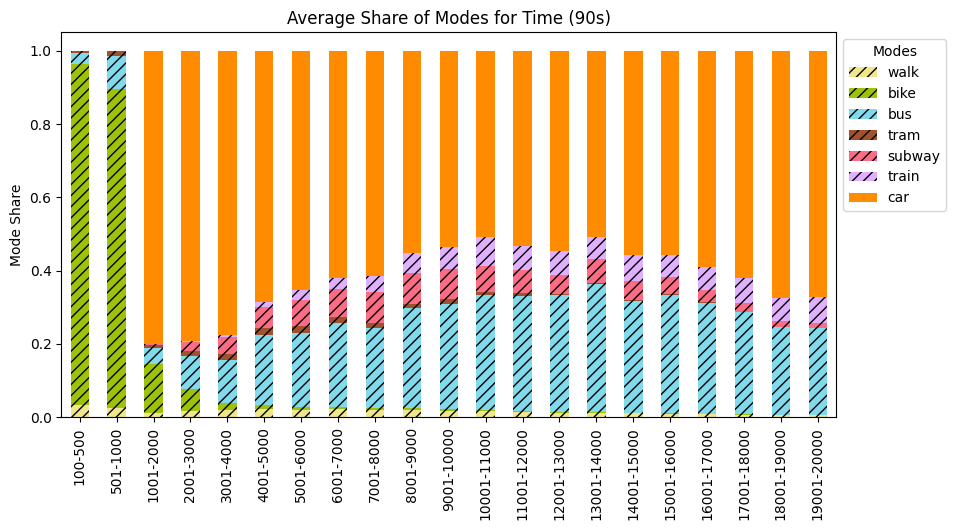 Average Share of Modes for Time (90s)
Mode Share
1.0
0.8
0.6
0.4
0.2
0.0
100-500
501-1000
1001-2000
2001-3000
3001-4000
4001-5000
5001-6000
6001-7000
7001-8000
8001-9000
9001-10000
10001-11000
11001-12000
12001-13000
13001-14000
14001-15000
15001-16000
16001-17000
17001-18000
18001-19000
19001-20000
Modes
walk
bike
bus
tram
subway
train
car